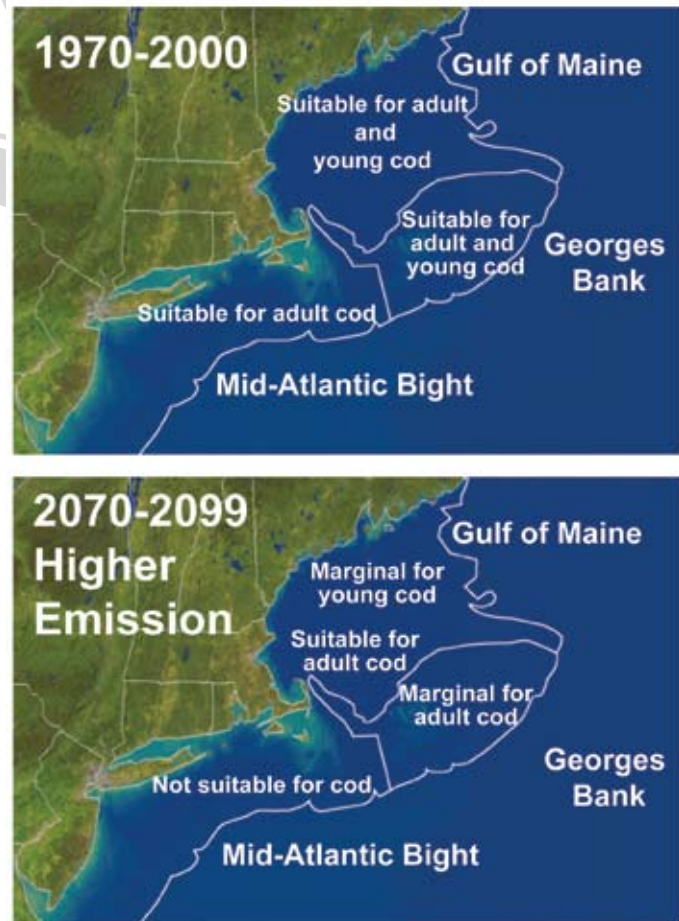 1970-2000
Gulf of Maine
Suitable for adult
and
young cod
Suitable for
adult and
young cod
Georges
Bank
Suitable for adult cod
Mid-Atlantic Bight
2070-2099
Higher
Emission
Gulf of Maine
Marginal for
young cod
Suitable for
adult cod
Marginal for
adult cod
Georges
Bank
Not suitable for cod
Mid-Atlantic Bight